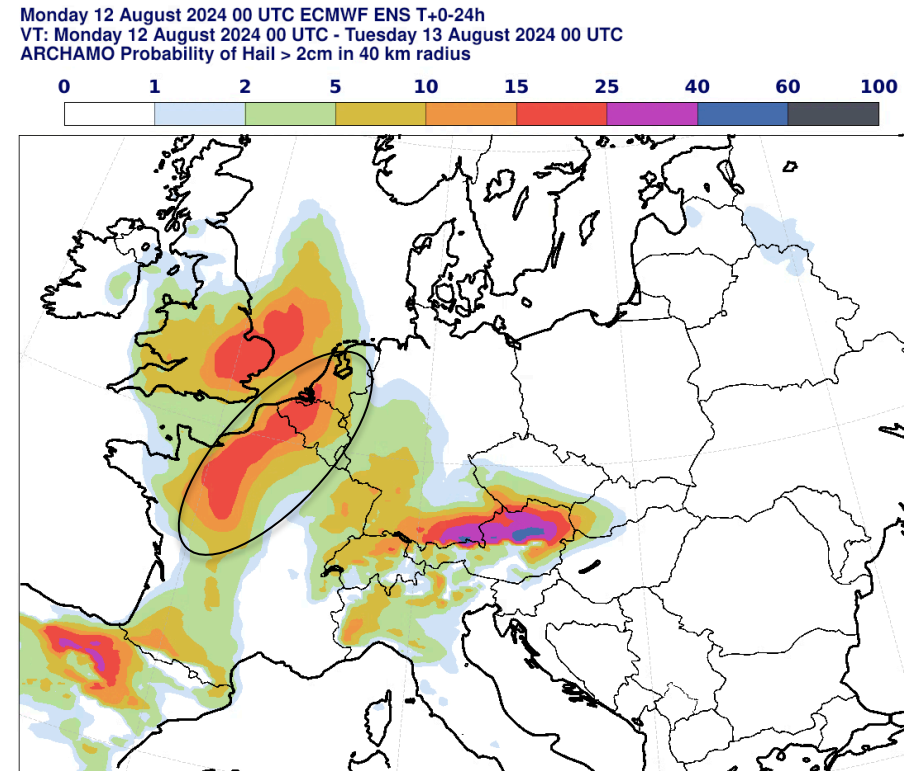 Monday 12 August 2024 00 UTC ECMWF ENS T+0-24h
VT: Monday 12 August 2024 00 UTC - Tuesday 13 August 2024 00 UTC
ARCHAMO Probability of Hail > 2cm in 40 km radius
0 1 2 5 10 15 25 40 60 100